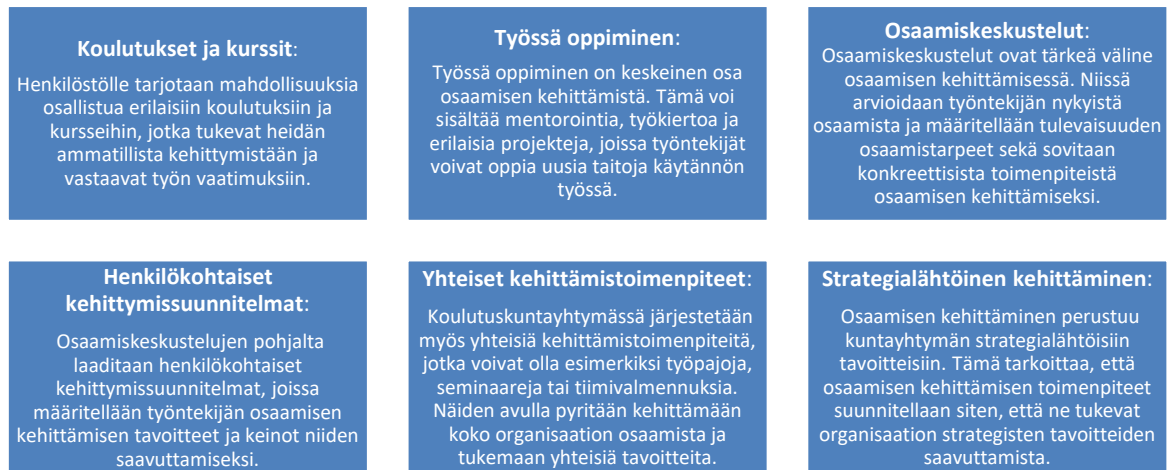 Koulutukset ja kurssit:
Henkilöstölle tarjotaan mahdollisuuksia
osallistua erilaisiin koulutuksiin ja
kursseihin, jotka tukevat heidän
ammatillista kehittymistään ja
vastaavat työn vaatimuksiin.
Työssä oppiminen:
Työssä oppiminen on keskeinen osa
osaamisen kehittämistä. Tämä voi
sisältää mentorointia, työkiertoa ja
erilaisia projekteja, joissa työntekijät
voivat oppia uusia taitoja käytännön
työssä.
Osaamiskeskustelut:
Osaamiskeskustelut ovat tärkeä väline
osaamisen kehittämisessä. Niissä
arvioidaan työntekijän nykyistä
osaamista ja määritellään tulevaisuuden
osaamistarpeet sekä sovitaan
konkreettisista toimenpiteistä
osaamisen kehittämiseksi.
Henkilökohtaiset
kehittymissuunnitelmat:
Osaamiskeskustelujen pohjalta
laaditaan henkilökohtaiset
kehittymissuunnitelmat, joissa
määritellään työntekijän osaamisen
kehittämisen tavoitteet ja keinot niiden
saavuttamiseksi.
Yhteiset kehittämistoimenpiteet:
Koulutuskuntayhtymässä järjestetään
myös yhteisiä kehittämistoimenpiteitä,
jotka voivat olla esimerkiksi työpajoja,
seminaareja tai tiimivalmennuksia.
Näiden avulla pyritään kehittämään
koko organisaation osaamista ja
tukemaan yhteisiä tavoitteita.
Strategialähtöinen kehittäminen:
Osaamisen kehittäminen perustuu
kuntayhtymän strategialähtöisiin
tavoitteisiin. Tämä tarkoittaa, että
osaamisen kehittämisen toimenpiteet
suunnitellaan siten, että ne tukevat
organisaation strategisten tavoitteiden
saavuttamista.